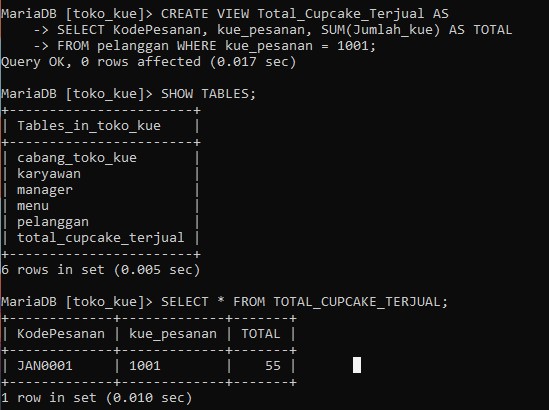 MariaDB [toko_kue]> CREATE VIEW Total_Cupcake_Terjual AS
    -> SELECT KodePesanan, kue_pesanan, SUM(Jumlah_kue) AS TOTAL
    -> FROM pelanggan WHERE kue_pesanan = 1001;
Query OK, 0 rows affected (0.017 sec)

MariaDB [toko_kue]> SHOW TABLES;
+-----------------------+
| Tables_in_toko_kue    |
+-----------------------+
| cabang_toko_kue       |
| karyawan              |
| manager               |
| menu                  |
| pelanggan             |
| total_cupcake_terjual |
+-----------------------+
6 rows in set (0.005 sec)

MariaDB [toko_kue]> SELECT * FROM TOTAL_CUPCAKE_TERJUAL;
+-------------+-------------+-------+
| KodePesanan | kue_pesanan | TOTAL |
+-------------+-------------+-------+
| JAN0001     | 1001        |    55 |
+-------------+-------------+-------+
1 row in set (0.010 sec)